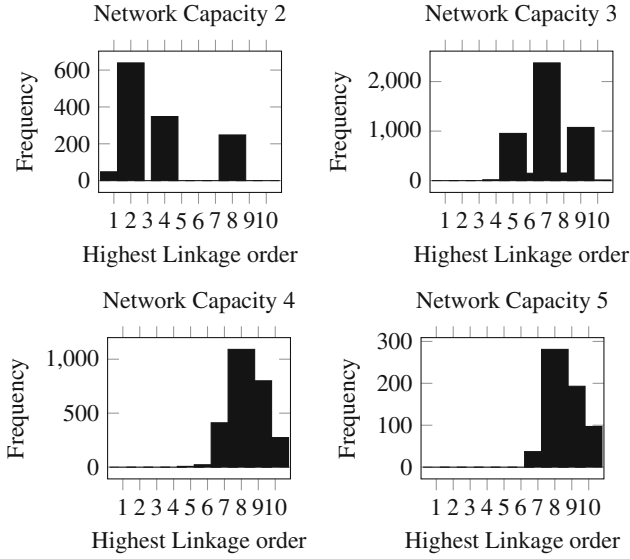 Network Capacity 2
Frequency
600
400
200
0
1 2 3 4 5 6 7 8 910
Highest Linkage order
Network Capacity 3
Frequency
2,000
1,000
0
1 2 3 4 5 6 7 8 910
Highest Linkage order
Network Capacity 4
Frequency
1,000
500
0
1 2 3 4 5 6 7 8 910
Highest Linkage order
Network Capacity 5
Frequency
300
200
100
0
1 2 3 4 5 6 7 8 910
Highest Linkage order